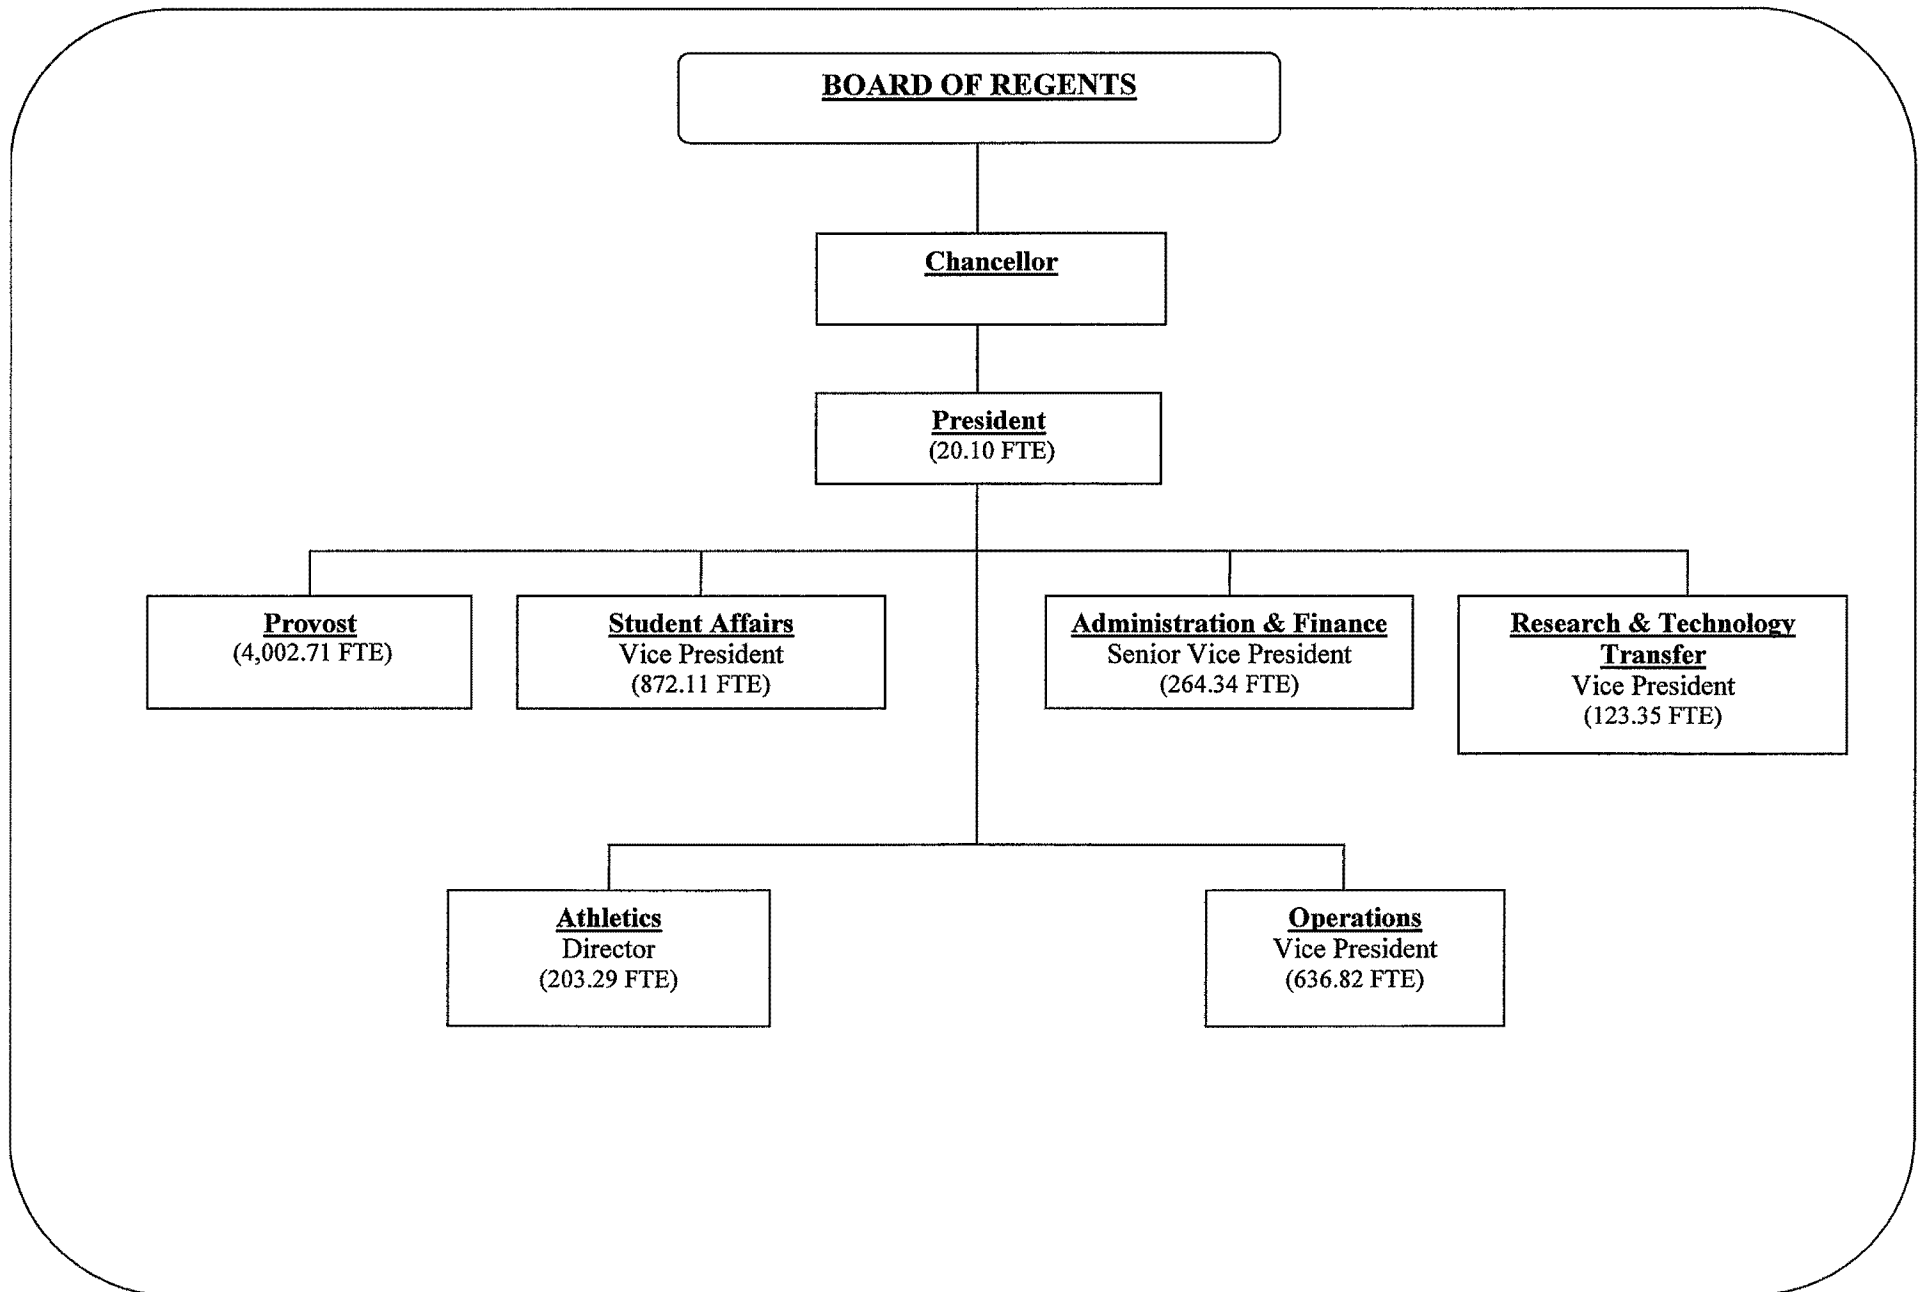 BOARD OF REGENTS
Chancellor
President
(20.10 FTE)
Provost
(4,002.71 FTE)
Student Affairs
Vice President
(872.11 FTE)
Administration & Finance
Senior Vice President
(264.34 FTE)
Research & Technology
Transfer
Vice President
(123.35 FTE)
Athletics
Director
(203.29 FTE)
Operations
Vice President
(636.82 FTE)